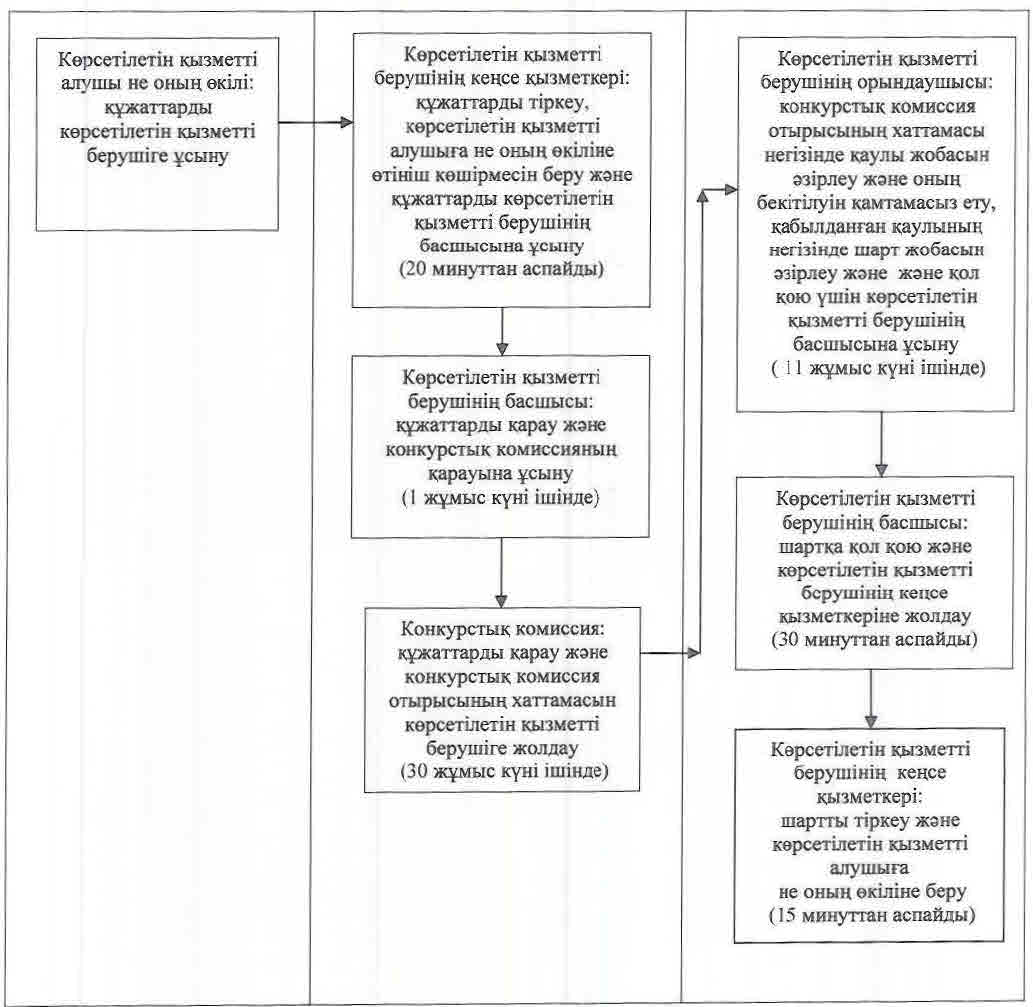 Көрсетілетін қызметті
алушы не оның өкілі:
құжаттарды
көрсетілетін қызметті
берушіге ұсыну
Көрсетілетін қызметті
берушінің кеңсе қызметкері:
құжаттарды тіркеу,
көрсетілетін қызметті
алушыға не оның өкіліне
өтініш көшірмесін беру және
құжаттарды көрсетілетін
қызметті берушінің
басшысына ұсыну
(20 минуттан аспайды)
Көрсетілетін қызметті
берушінің басшысы:
құжаттарды қарау және
конкурстық комиссияның
қарауына ұсыну
(1 жұмыс күні ішінде)
Конкурстық комиссия:
құжаттарды қарау және
конкурстық комиссия
отырысының хаттамасын
көрсетілетін қызметті
берушіге жолдау
(30 жұмыс күні ішінде)
Көрсетілетін қызметті
берушінің орындаушысы:
конкурстық комиссия
отырысының хаттамасы
негізінде қаулы жобасын
әзірлеу және оның
бекітілуін қамтамасыз ету,
қабылданған қаулының
негізінде шарт жобасын
әзірлеу және және қол
қою үшін көрсетілетін
қызметті берушінің
басшысына ұсыну
( 11 жұмыс күні ішінде)
Көрсетілетін қызметті
берушінің басшысы:
шартқа қол қою және
көрсетілетін қызметті
берушінің кеңсе
қызметкеріне жолдау
(30 минуттан аспайды)
Көрсетілетін қызметті
берушінің кеңсе
қызметкері:
шартты тіркеу және
көрсетілетін қызметті
алушыға
не оның өкіліне беру
(15 минуттан аспайды)